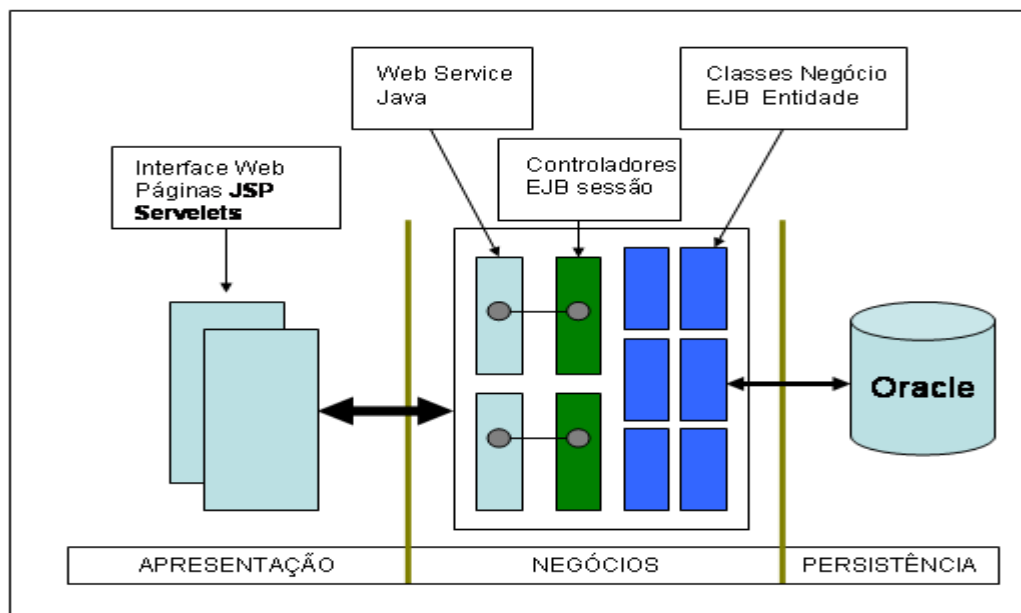 Web Service
Java
Classes Negócio
EJB Entidade
Controladores
EJB sessão
Interface Web
Páginas JSP
Servelets
Oracle
APRESENTAÇÃO
NEGÓCIOS
PERSISTÊNCIA